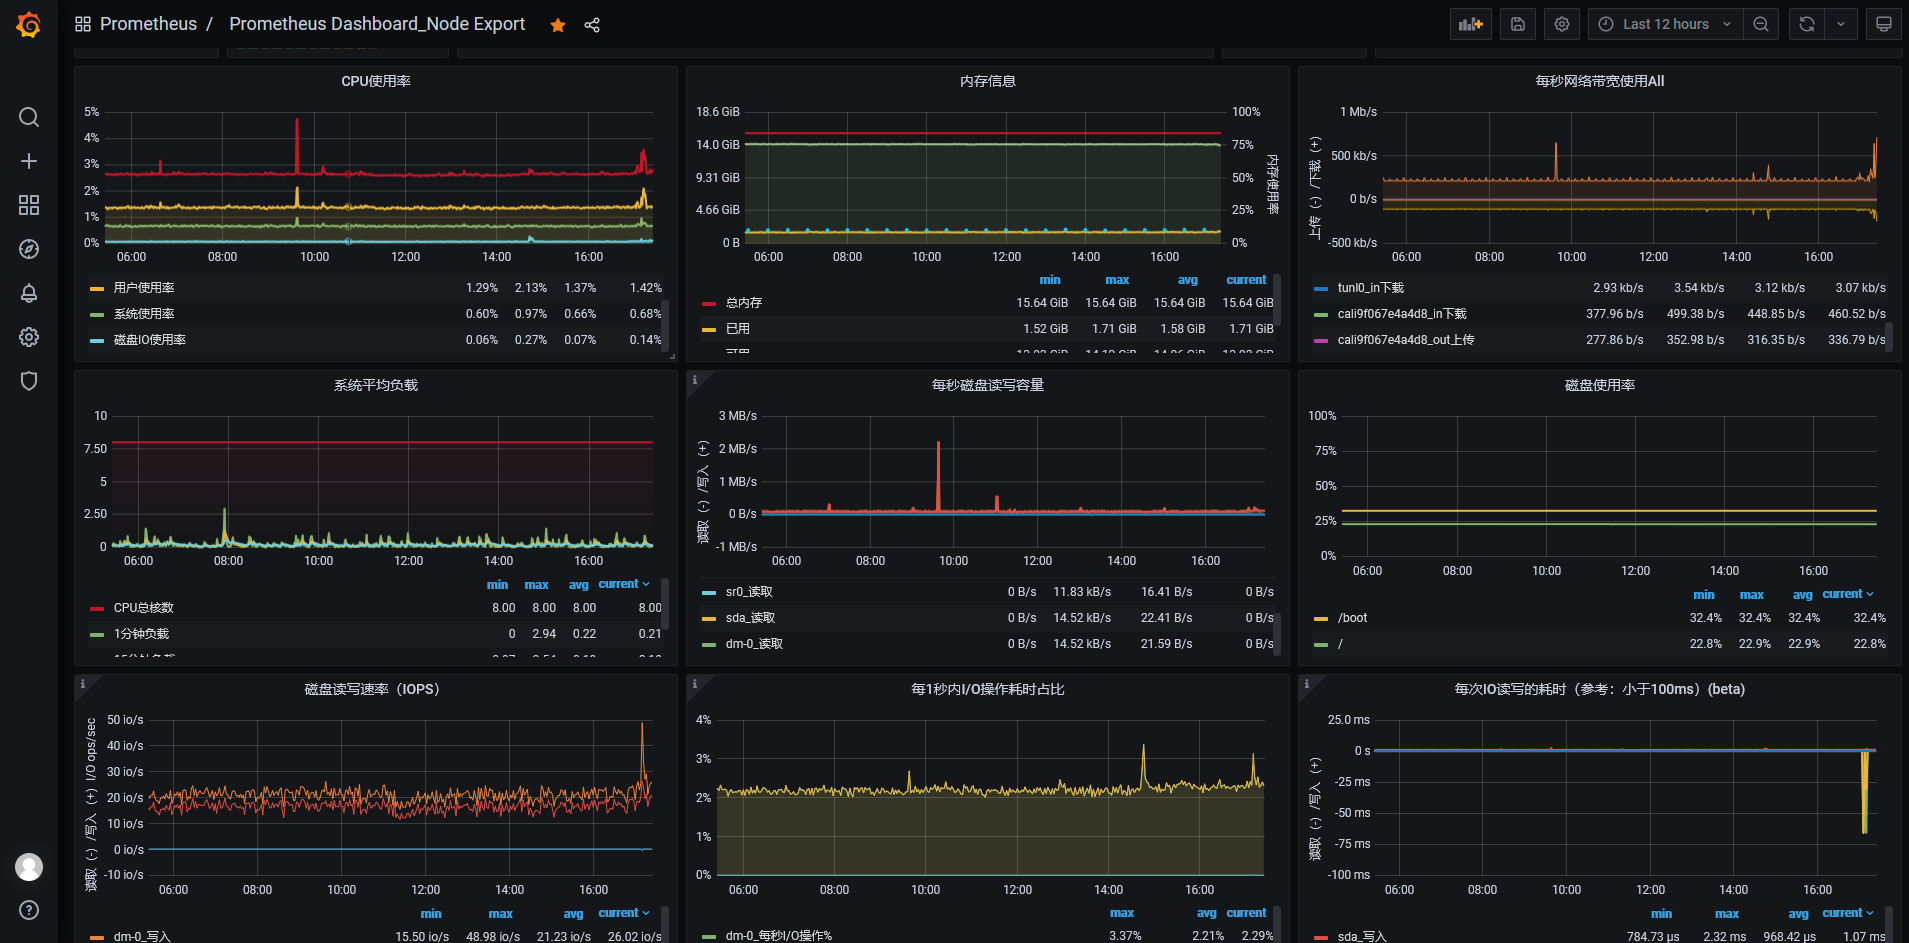 Prometheus / Prometheus Dashboard_Node Export
Last 12 hours
CPU使用率
5%
4%
3%
2%
1%
0%
06:00 08:00 10:00 12:00 14:00 16:00
用户使用率 1.29% 2.13% 1.37% 1.42%
系统使用率 0.60% 0.97% 0.66% 0.68%
磁盘IO使用率 0.06% 0.27% 0.07% 0.14%
内存信息
18.6 GiB 100%
14.0 GiB 75%
9.31 GiB 50%
4.66 GiB 25%
0 B 0%
内存使用率
06:00 08:00 10:00 12:00 14:00 16:00
min max avg current
总内存 15.64 GiB 15.64 GiB 15.64 GiB 15.64 GiB
已用 1.52 GiB 1.71 GiB 1.58 GiB 1.71 GiB
每秒网络带宽使用All
上传（-）/下载（+）
1 Mb/s
500 kb/s
0 b/s
-500 kb/s
06:00 08:00 10:00 12:00 14:00 16:00
tunl0_in下载 2.93 kb/s 3.54 kb/s 3.12 kb/s 3.07 kb/s
cali9f067e4a4d8_in下载 377.96 b/s 499.38 b/s 448.85 b/s 460.52 b/s
cali9f067e4a4d8_out上传 277.86 b/s 352.98 b/s 316.35 b/s 336.79 b/s
系统平均负载
10
7.50
5
2.50
0
06:00 08:00 10:00 12:00 14:00 16:00
min max avg current
CPU总核数 8.00 8.00 8.00 8.00
1分钟负载 0 2.94 0.22 0.21
每秒磁盘读写容量
读取（-）/写入（+）
3 MB/s
2 MB/s
1 MB/s
0 B/s
-1 MB/s
06:00 08:00 10:00 12:00 14:00 16:00
sr0_读取 0 B/s 11.83 kB/s 16.41 B/s 0 B/s
sda_读取 0 B/s 14.52 kB/s 22.41 B/s 0 B/s
dm-0_读取 0 B/s 14.52 kB/s 21.59 B/s 0 B/s
磁盘使用率
100%
75%
50%
25%
0%
06:00 08:00 10:00 12:00 14:00 16:00
min max avg current
/boot 32.4% 32.4% 32.4% 32.4%
/ 22.8% 22.9% 22.9% 22.8%
磁盘读写速率（IOPS）
读取（-）/写入（+）I/O ops/sec
50 io/s
40 io/s
30 io/s
20 io/s
10 io/s
0 io/s
-10 io/s
06:00 08:00 10:00 12:00 14:00 16:00
min max avg current
dm-0_写入 15.50 io/s 48.98 io/s 21.23 io/s 26.02 io/s
每1秒内I/O操作耗时占比
4%
3%
2%
1%
0%
06:00 08:00 10:00 12:00 14:00 16:00
max avg current
dm-0_每秒I/O操作% 3.37% 2.21% 2.29%
每次IO读写的耗时（参考：小于100ms）(beta)
读取（-）/写入（+）
25.0 ms
0 s
-25 ms
-50 ms
-75 ms
-100 ms
06:00 08:00 10:00 12:00 14:00 16:00
min max avg current
sda_写入 784.73 µs 2.32 ms 968.42 µs 1.07 ms